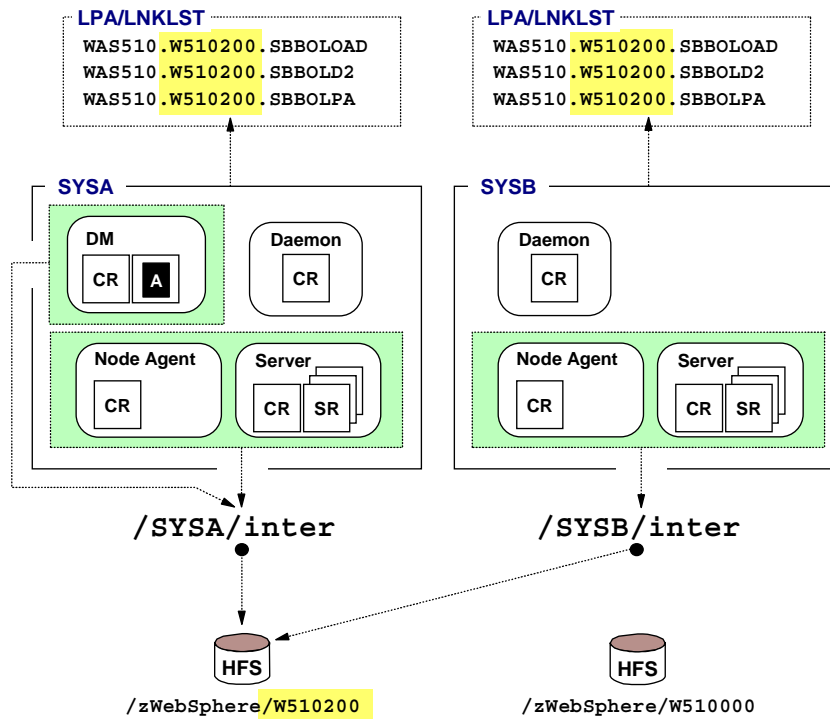 LPA/LNKLST
WAS510.W510200.SBBOLOAD
WAS510.W510200.SBBOLD2
WAS510.W510200.SBBOLPA
LPA/LNKLST
WAS510.W510200.SBBOLOAD
WAS510.W510200.SBBOLD2
WAS510.W510200.SBBOLPA
SYSA
DM
CR
A
Daemon
CR
Node Agent
CR
Server
CR SR
SYSB
Daemon
CR
Node Agent
CR
Server
CR SR
/SYSA/inter
/SYSB/inter
HFS
/zWebSphere/W510200
HFS
/zWebSphere/W510000